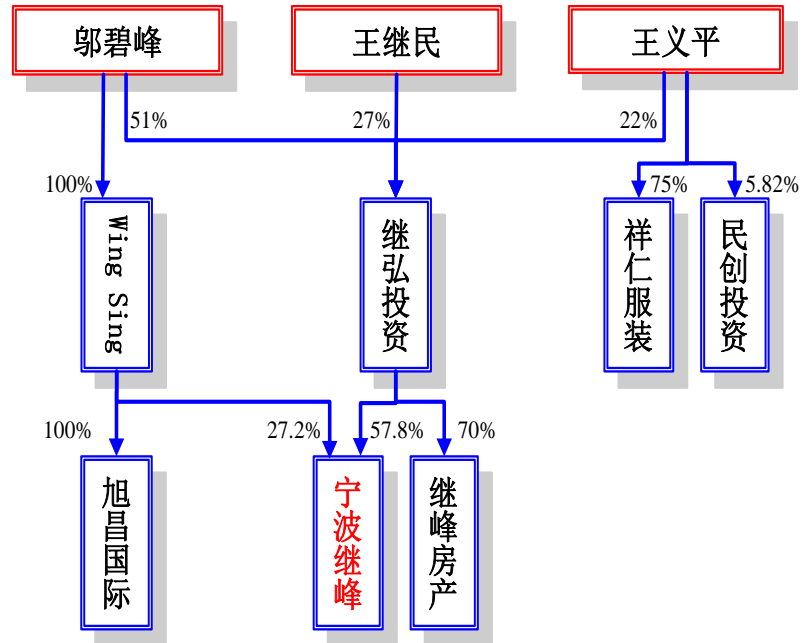 邬碧峰
王继民
王义平
51%
27%
22%
100%
75%
5.82%
Wing Sing
继弘投资
祥仁服装
民创投资
100%
27.2%
57.8%
70%
旭昌国际
宁波继峰
继峰房产